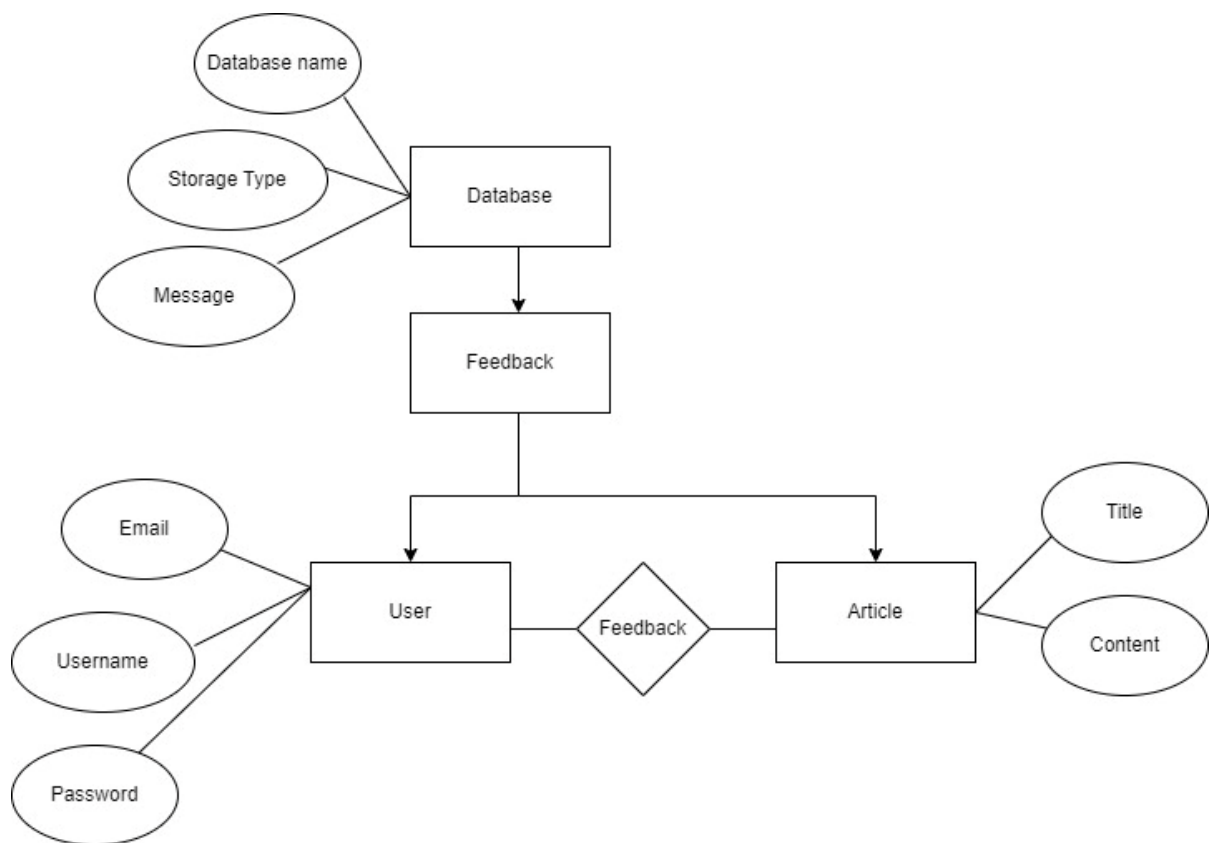 Database name
Storage Type
Database
Message
Feedback
Email
Title
User
Feedback
Article
Username
Content
Password